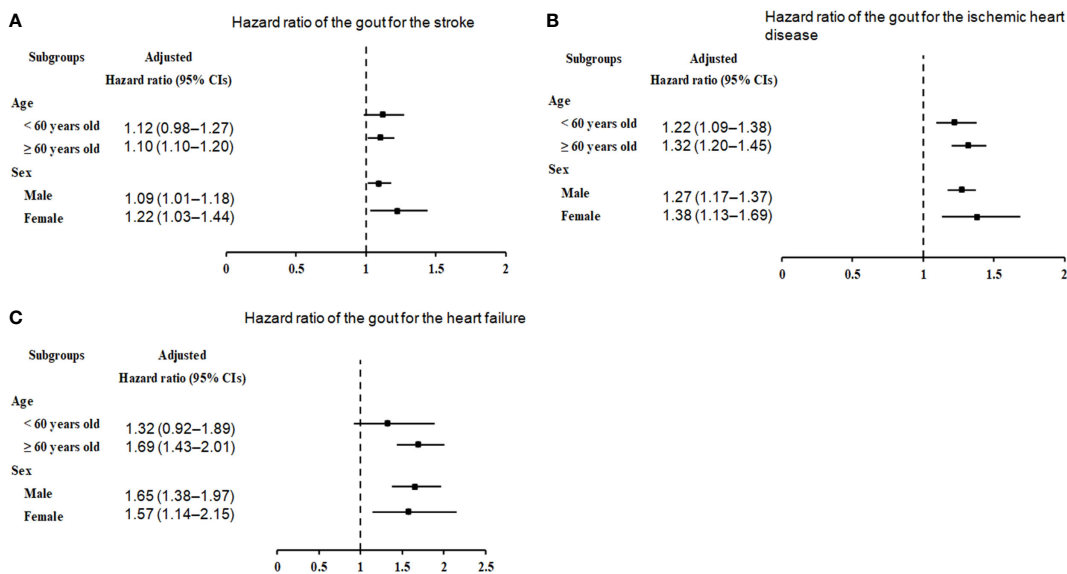 A
Hazard ratio of the gout for the stroke
Subgroups Adjusted
Hazard ratio (95% CIs)
Age
< 60 years old 1.12 (0.98–1.27)
≥ 60 years old 1.10 (1.10–1.20)
Sex
Male 1.09 (1.01–1.18)
Female 1.22 (1.03–1.44)
0 0.5 1 1.5 2
B
Hazard ratio of the gout for the ischemic heart
disease
Subgroups Adjusted
Hazard ratio (95% CIs)
Age
< 60 years old 1.22 (1.09–1.38)
≥ 60 years old 1.32 (1.20–1.45)
Sex
Male 1.27 (1.17–1.37)
Female 1.38 (1.13–1.69)
0 0.5 1 1.5 2
C
Hazard ratio of the gout for the heart failure
Subgroups Adjusted
Hazard ratio (95% CIs)
Age
< 60 years old 1.32 (0.92–1.89)
≥ 60 years old 1.69 (1.43–2.01)
Sex
Male 1.65 (1.38–1.97)
Female 1.57 (1.14–2.15)
0 0.5 1 1.5 2 2.5